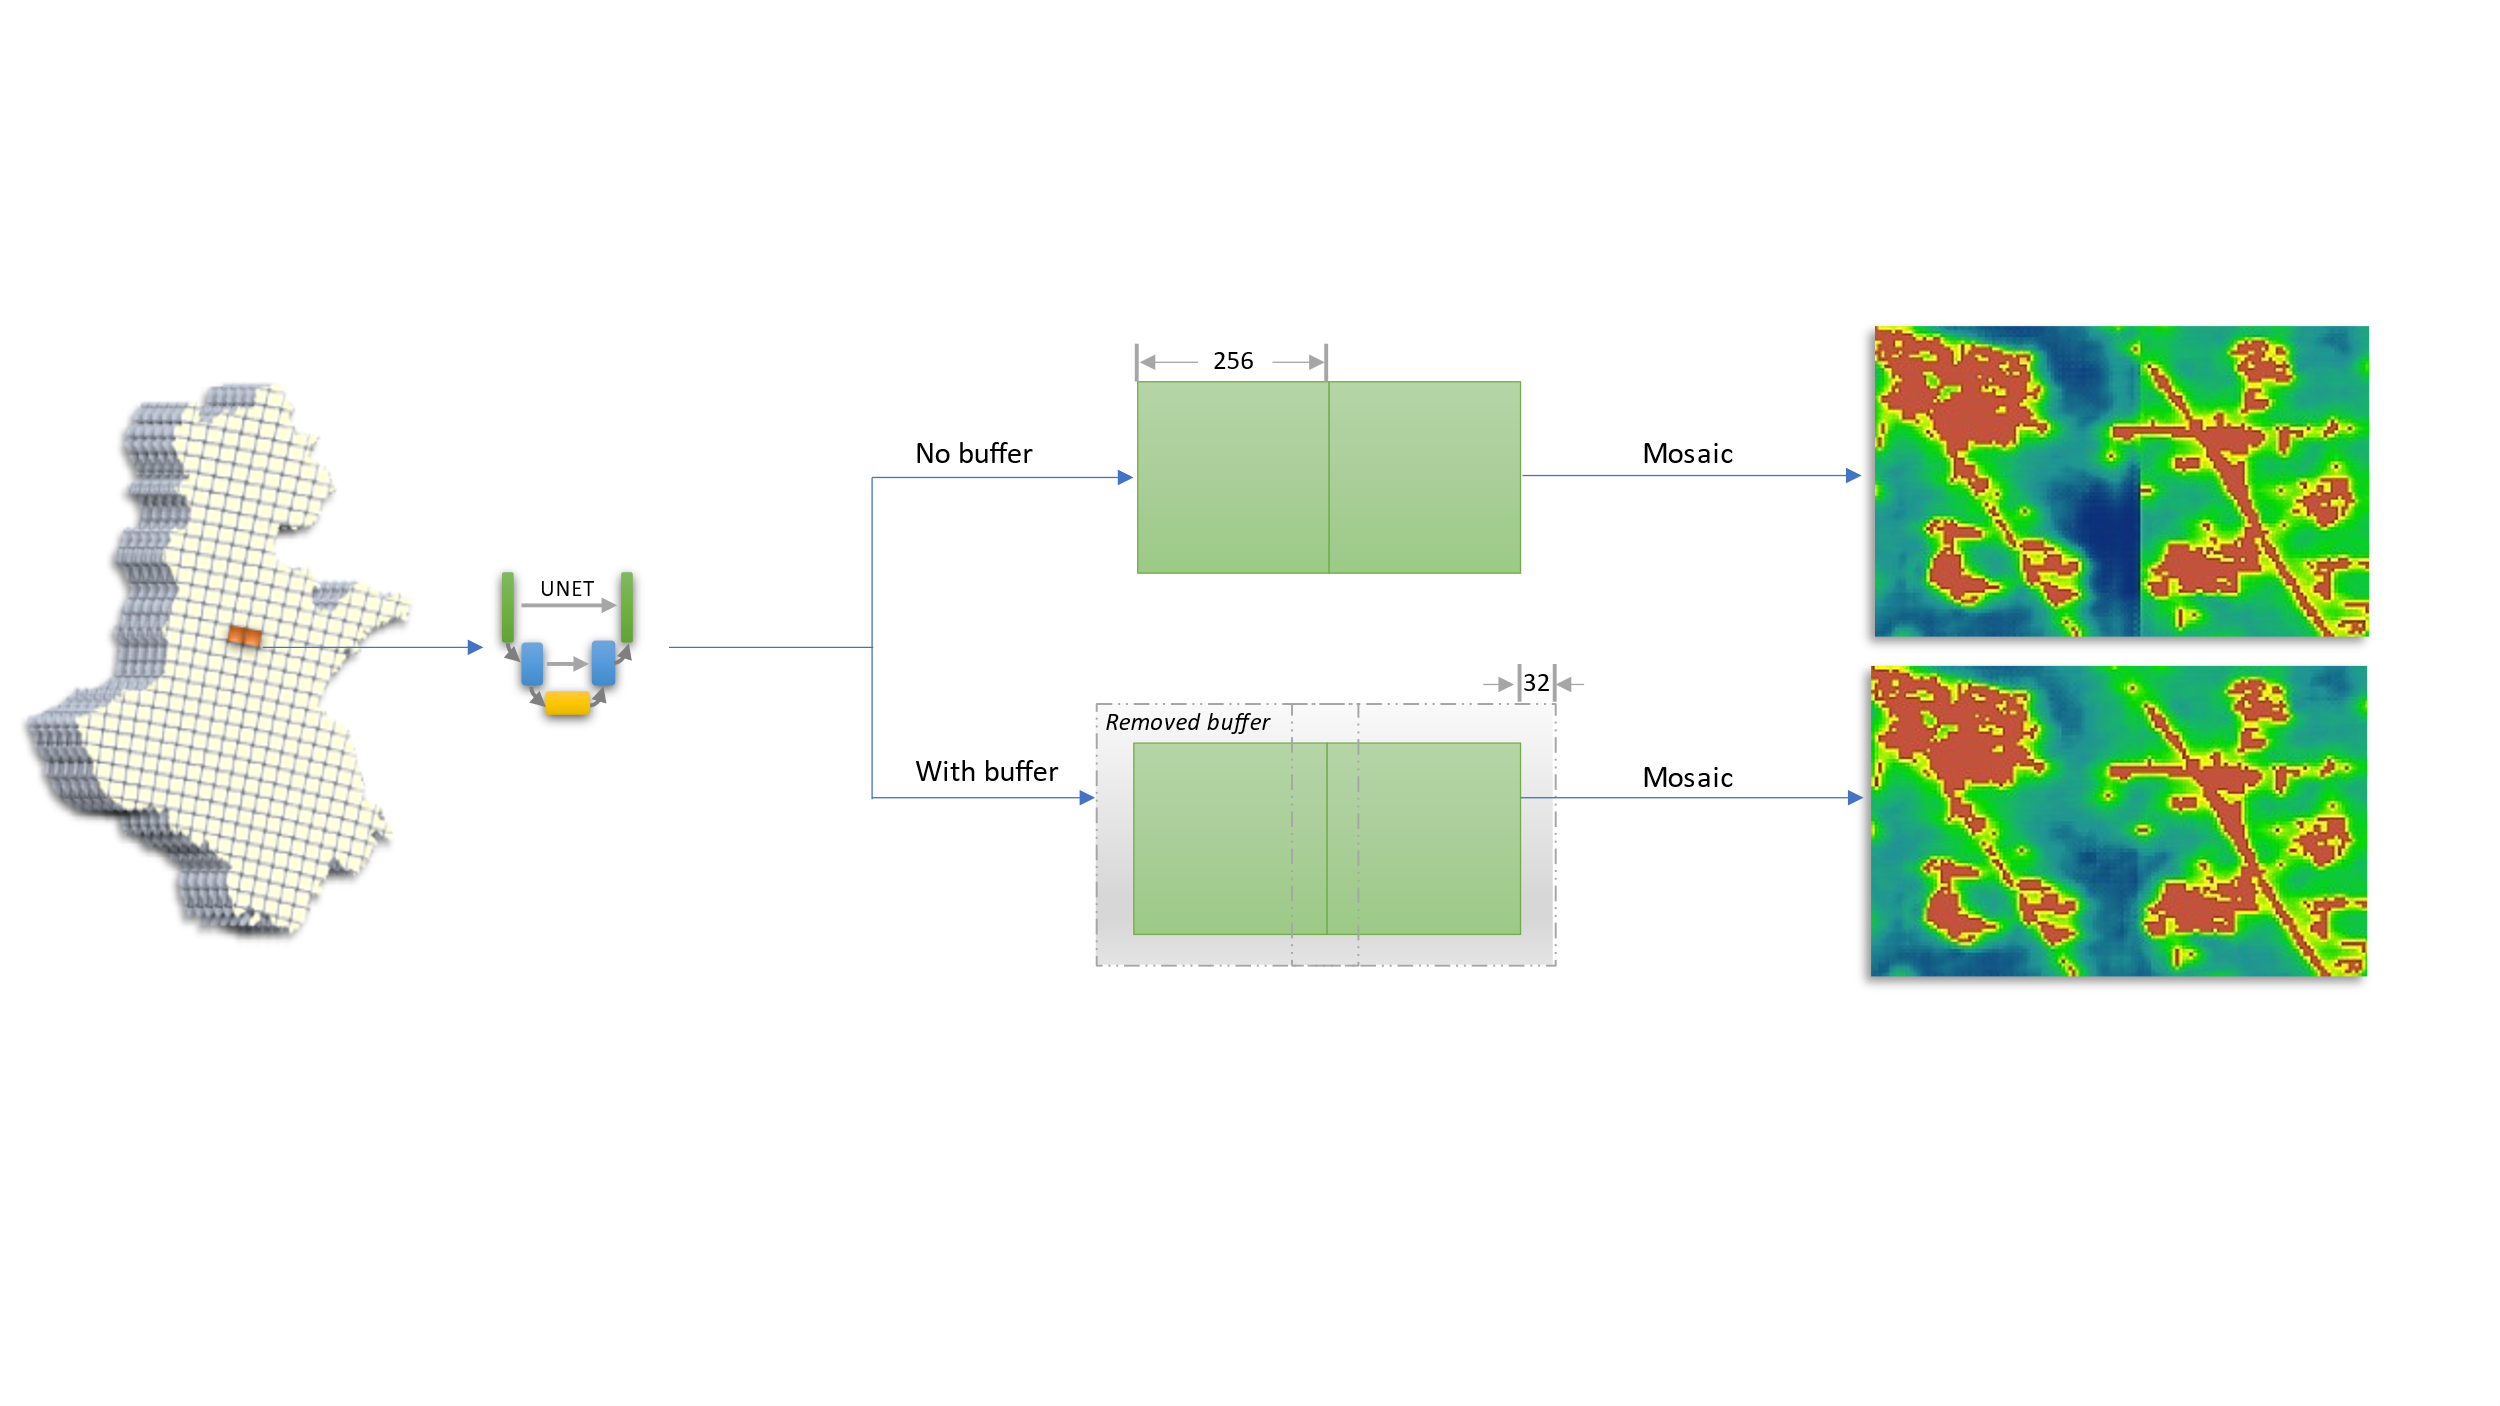 UNET
No buffer
256
Mosaic
With buffer
Removed buffer
32
Mosaic